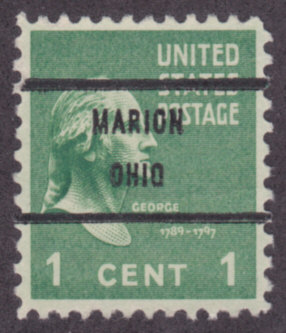 UNITED
STATES
POSTAGE
MARION
OHIO
GEORGE
1789-1797
1 CENT 1